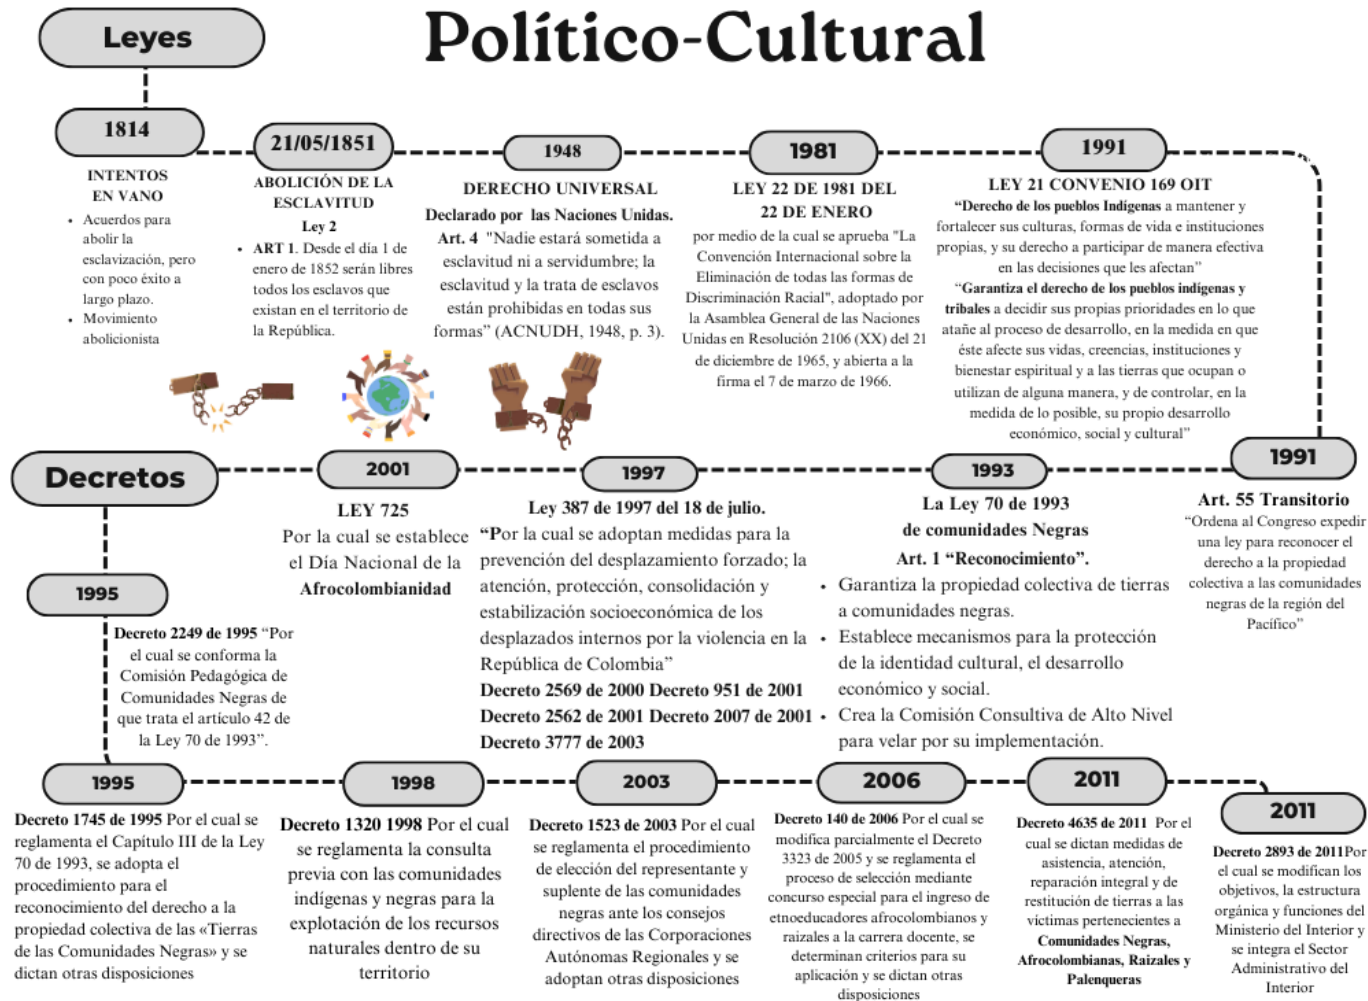 Político-Cultural
Leyes
1814
INTENTOS
EN VANO
• Acuerdos para
abolir la
esclavización, pero
con poco éxito a
largo plazo.
• Movimiento
abolicionista
21/05/1851
ABOLICIÓN DE LA
ESCLAVITUD
Ley 2
• ART 1. Desde el día 1 de
enero de 1852 serán libres
todos los esclavos que
existan en el territorio de
la República.
1948
DERECHO UNIVERSAL
Declarado por las Naciones Unidas.
Art. 4 "Nadie estará sometida a
esclavitud ni a servidumbre; la
esclavitud y la trata de esclavos
están prohibidas en todas sus
formas” (ACNUDH, 1948, p. 3).
1981
LEY 22 DE 1981 DEL
22 DE ENERO
por medio de la cual se aprueba "La
Convención Internacional sobre la
Eliminación de todas las formas de
Discriminación Racial", adoptado por
la Asamblea General de las Naciones
Unidas en Resolución 2106 (XX) del 21
de diciembre de 1965, y abierta a la
firma el 7 de marzo de 1966.
1991
LEY 21 CONVENIO 169 OIT
“Derecho de los pueblos Indígenas a mantener y
fortalecer sus culturas, formas de vida e instituciones
propias, y su derecho a participar de manera efectiva
en las decisiones que les afectan”
“Garantiza el derecho de los pueblos indígenas y
tribales a decidir sus propias prioridades en lo que
atañe al proceso de desarrollo, en la medida en que
éste afecte sus vidas, creencias, instituciones y
bienestar espiritual y a las tierras que ocupan o
utilizan de alguna manera, y de controlar, en la
medida de lo posible, su propio desarrollo
económico, social y cultural”
1991
Art. 55 Transitorio
“Ordena al Congreso expedir
una ley para reconocer el
derecho a la propiedad
colectiva a las comunidades
negras de la región del
Pacífico”
1993
La Ley 70 de 1993
de comunidades Negras
Art. 1 “Reconocimiento”.
• Garantiza la propiedad colectiva de tierras
a comunidades negras.
• Establece mecanismos para la protección
de la identidad cultural, el desarrollo
económico y social.
• Crea la Comisión Consultiva de Alto Nivel
para velar por su implementación.
1997
Ley 387 de 1997 del 18 de julio.
“Por la cual se adoptan medidas para la
prevención del desplazamiento forzado; la
atención, protección, consolidación y
estabilización socioeconómica de los
desplazados internos por la violencia en la
República de Colombia”
Decreto 2569 de 2000 Decreto 951 de 2001
Decreto 2562 de 2001 Decreto 2007 de 2001
Decreto 3777 de 2003
2001
LEY 725
Por la cual se establece
el Día Nacional de la
Afrocolombianidad
Decretos
1995
Decreto 2249 de 1995 “Por
el cual se conforma la
Comisión Pedagógica de
Comunidades Negras de
que trata el artículo 42 de
la Ley 70 de 1993”.
1995
Decreto 1745 de 1995 Por el cual se
reglamenta el Capítulo III de la Ley
70 de 1993, se adopta el
procedimiento para el
reconocimiento del derecho a la
propiedad colectiva de las «Tierras
de las Comunidades Negras» y se
dictan otras disposiciones
1998
Decreto 1320 1998 Por el cual
se reglamenta la consulta
previa con las comunidades
indígenas y negras para la
explotación de los recursos
naturales dentro de su
territorio
2003
Decreto 1523 de 2003 Por el cual
se reglamenta el procedimiento
de elección del representante y
suplente de las comunidades
negras ante los consejos
directivos de las Corporaciones
Autónomas Regionales y se
adoptan otras disposiciones
2006
Decreto 140 de 2006 Por el cual se
modifica parcialmente el Decreto
3323 de 2005 y se reglamenta el
proceso de selección mediante
concurso especial para el ingreso de
etnoeducadores afrocolombianos y
raizales a la carrera docente, se
determinan criterios para su
aplicación y se dictan otras
disposiciones
2011
Decreto 4635 de 2011 Por el
cual se dictan medidas de
asistencia, atención,
reparación integral y de
restitución de tierras a las
víctimas pertenecientes a
Comunidades Negras,
Afrocolombianas, Raizales y
Palenqueras
2011
Decreto 2893 de 2011Por
el cual se modifican los
objetivos, la estructura
orgánica y funciones del
Ministerio del Interior y
se integra el Sector
Administrativo del
Interior